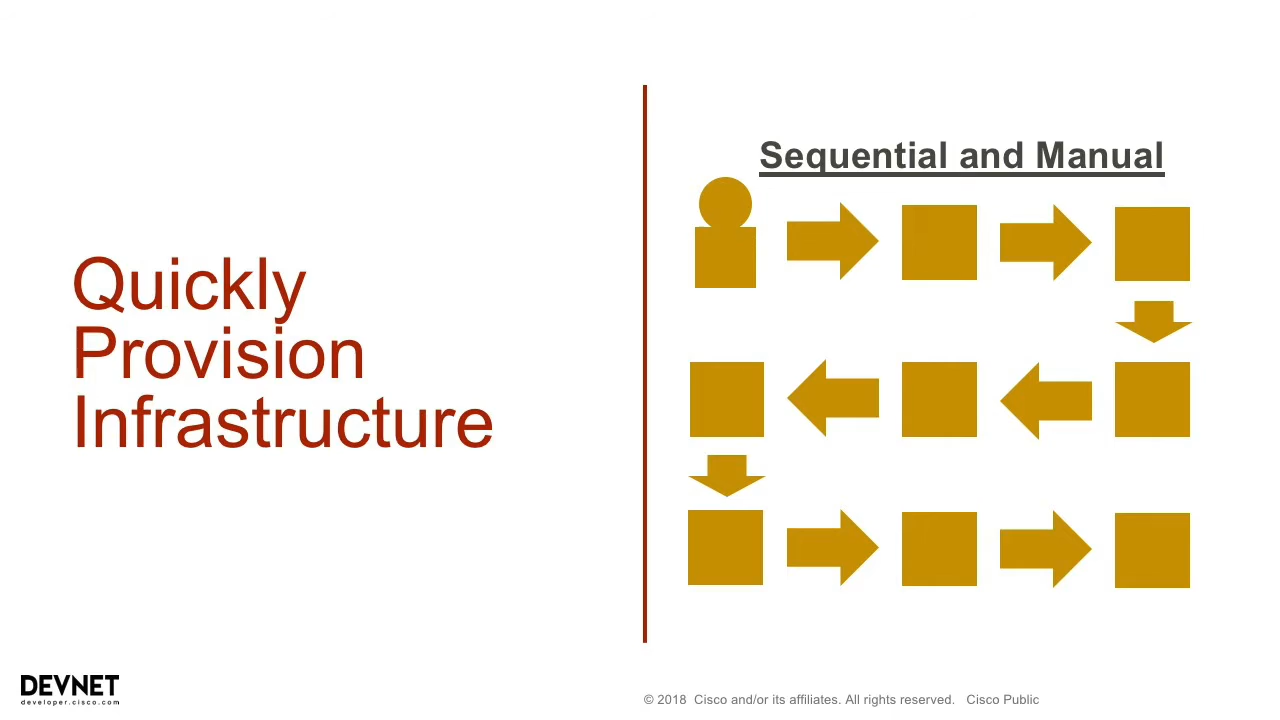 Sequential and Manual
Quickly
Provision
Infrastructure
DEVNET
developer.cisco.com
© 2018 Cisco and/or its affiliates. All rights reserved. Cisco Public